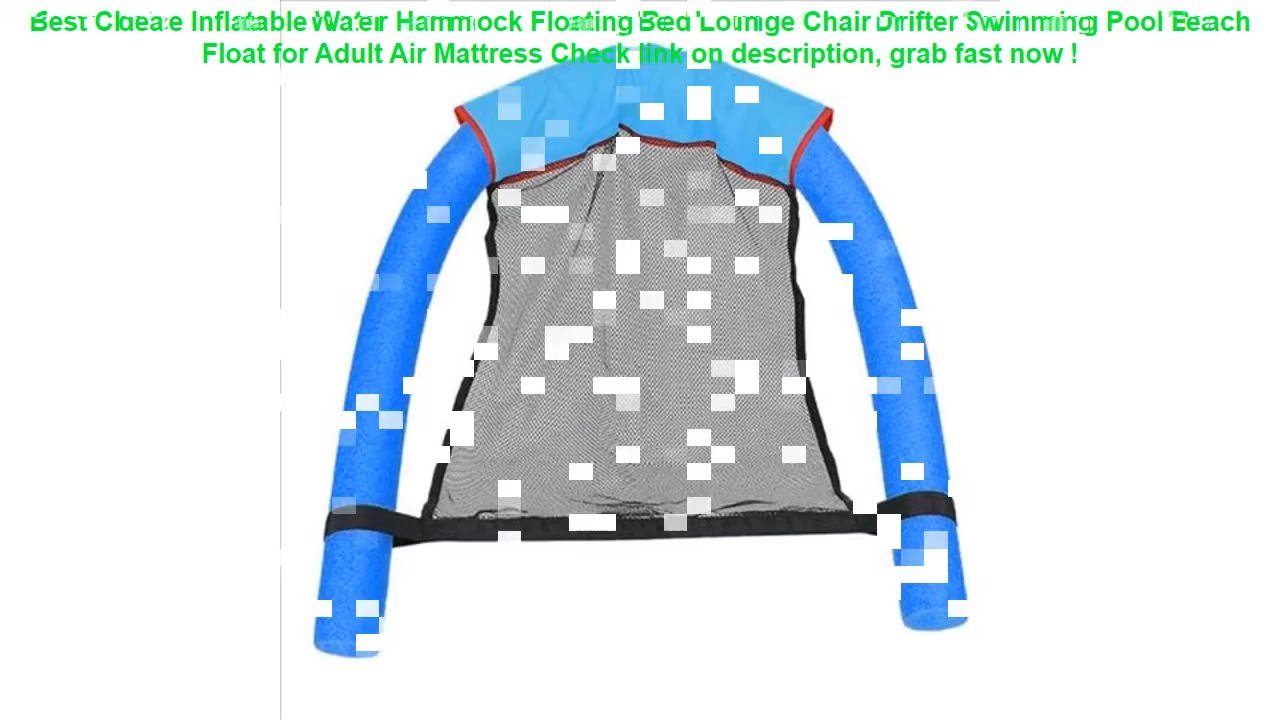 Best Cheap Inflatable Water Hammock Floating Bed Lounge Chair Drifter Swimming Pool Beach
Float for Adult Air Mattress Check link on description, grab fast now !